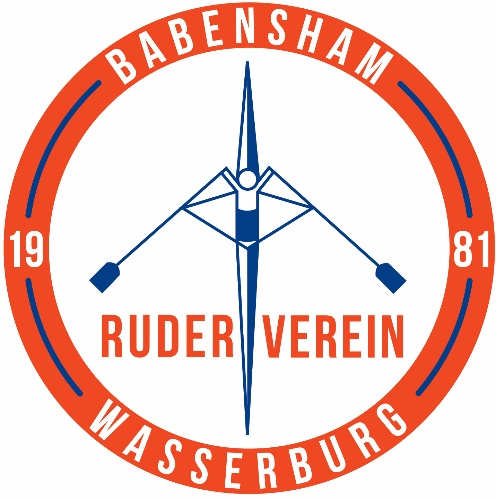 BABENSHAM
19 81
RUDER VEREIN
WASSERBURG